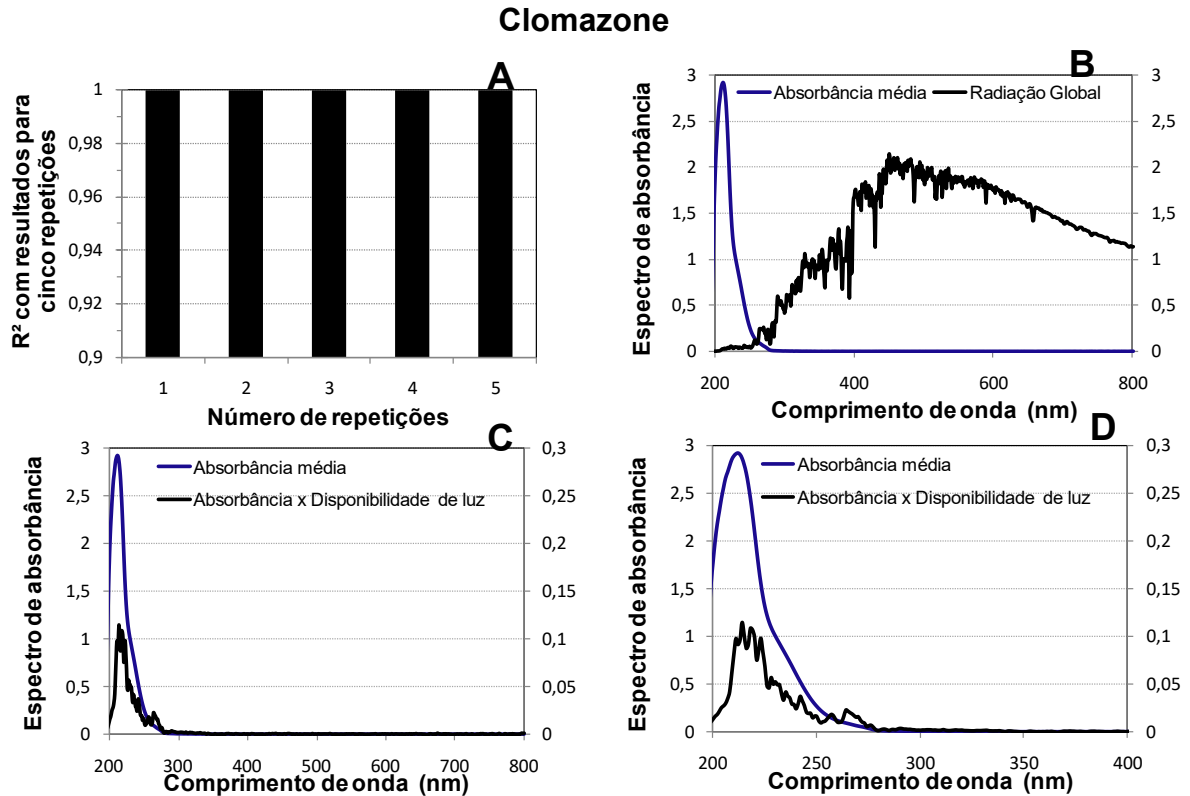 Clomazone
A
R² com resultados para
cinco repetições
1
0,98
0,96
0,94
0,92
0,9
1 2 3 4 5
Número de repetições
B
Absorbância média Radiação Global
Espectro de absorbância
3
2,5
2
1,5
1
0,5
0
3
2,5
2
1,5
1
0,5
0
200 400 600 800
Comprimento de onda (nm)
C
Absorbância média
Absorbância x Disponibilidade de luz
Espectro de absorbância
3
2,5
2
1,5
1
0,5
0
0,3
0,25
0,2
0,15
0,1
0,05
0
200 300 400 500 600 700 800
Comprimento de onda (nm)
D
Absorbância média
Absorbância x Disponibilidade de luz
Espectro de absorbância
3
2,5
2
1,5
1
0,5
0
0,3
0,25
0,2
0,15
0,1
0,05
0
200 250 300 350 400
Comprimento de onda (nm)